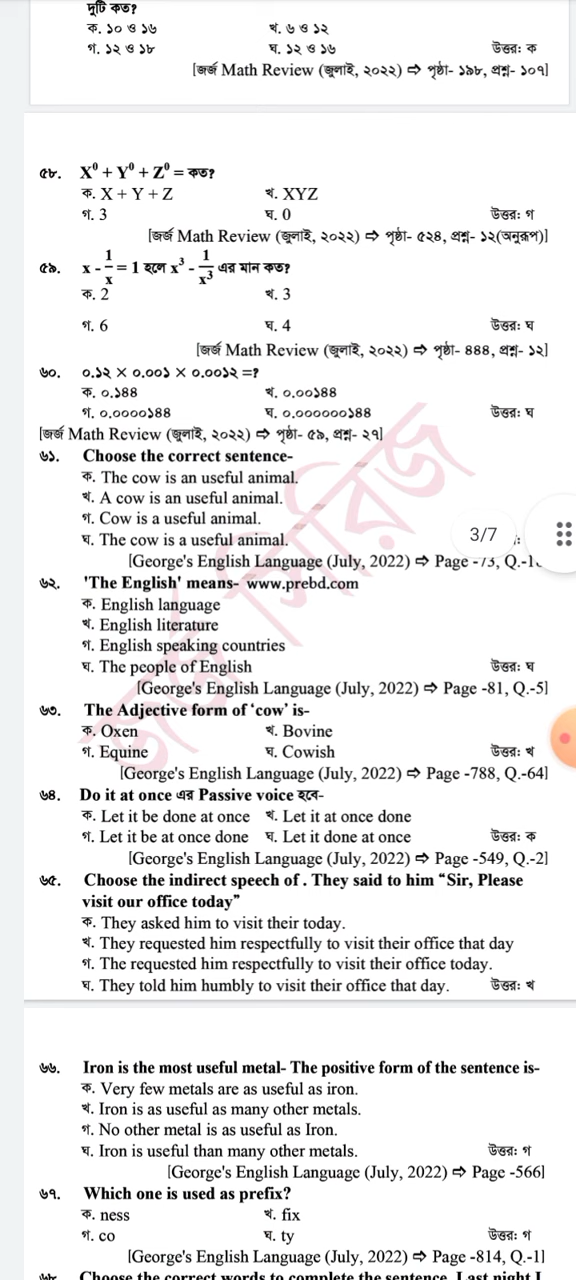 দুটি কত?
ক. ১০ ও ১৬ খ. ৬ ও ১২
গ. ১২ ও ১৮ ঘ. ১২ ও ১৬ উত্তর: ক
[জর্জ Math Review (জুলাই, ২০২২) ⇨ পৃষ্ঠা- ১৯৮, প্রশ্ন- ১০৭]
৫৮. X⁰ + Y⁰ + Z⁰ = কত?
ক. X + Y + Z খ. XYZ
গ. 3 ঘ. 0 উত্তর: গ
[জর্জ Math Review (জুলাই, ২০২২) ⇨ পৃষ্ঠা- ৫২৪, প্রশ্ন- ১২(অনুরূপ)]
৫৯. x - 1/x = 1 হলে x³ - 1/x³ এর মান কত?
ক. 2 খ. 3
গ. 6 ঘ. 4 উত্তর: ঘ
[জর্জ Math Review (জুলাই, ২০২২) ⇨ পৃষ্ঠা- ৪৪৪, প্রশ্ন- ১২]
৬০. ০.১২ × ০.০০১ × ০.০০১২ =?
ক. ০.১৪৪ খ. ০.০০১৪৪
গ. ০.০০০০১৪৪ ঘ. ০.০০০০০০১৪৪ উত্তর: ঘ
[জর্জ Math Review (জুলাই, ২০২২) ⇨ পৃষ্ঠা- ৫৯, প্রশ্ন- ২৭]
৬১. Choose the correct sentence-
ক. The cow is an useful animal.
খ. A cow is an useful animal.
গ. Cow is a useful animal.
ঘ. The cow is a useful animal.
3/7
[George's English Language (July, 2022) ⇨ Page -73,
৬২. 'The English' means- www.prebd.com
ক. English language
খ. English literature
গ. English speaking countries
ঘ. The people of English উত্তর: ঘ
[George's English Language (July, 2022) ⇨ Page -81, Q.-5]
৬৩. The Adjective form of ‘cow’ is-
ক. Oxen খ. Bovine
গ. Equine ঘ. Cowish উত্তর: খ
[George's English Language (July, 2022) ⇨ Page -788, Q.-64]
৬৪. Do it at once এর Passive voice হবে-
ক. Let it be done at once খ. Let it at once done
গ. Let it be at once done ঘ. Let it done at once উত্তর: ক
[George's English Language (July, 2022) ⇨ Page -549, Q.-2]
৬৫. Choose the indirect speech of . They said to him “Sir, Please
visit our office today”
ক. They asked him to visit their today.
খ. They requested him respectfully to visit their office that day
গ. The requested him respectfully to visit their office today.
ঘ. They told him humbly to visit their office that day. উত্তর: খ
জর্জ সিরিজ
৬৬. Iron is the most useful metal- The positive form of the sentence is-
ক. Very few metals are as useful as iron.
খ. Iron is as useful as many other metals.
গ. No other metal is as useful as Iron.
ঘ. Iron is useful than many other metals. উত্তর: গ
[George's English Language (July, 2022) ⇨ Page -566]
৬৭. Which one is used as prefix?
ক. ness খ. fix
গ. co ঘ. ty উত্তর: গ
[George's English Language (July, 2022) ⇨ Page -814, Q.-1]
৬৮. Choose the correct words to complete the sentence. Last night I